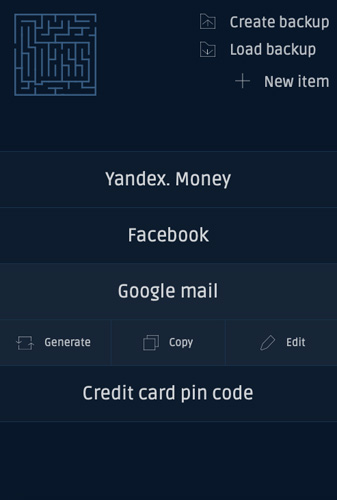 Create backup
Load backup
New item
Yandex. Money
Facebook
Google mail
Generate
Copy
Edit
Credit card pin code